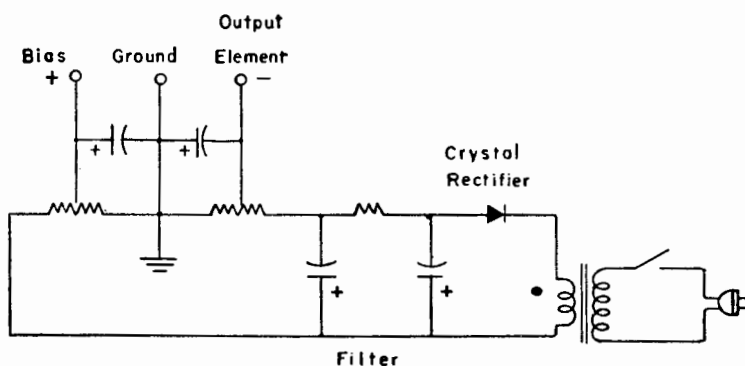 Output
Bias Ground Element
+ −
+ +
Crystal
Rectifier
+ +
Filter